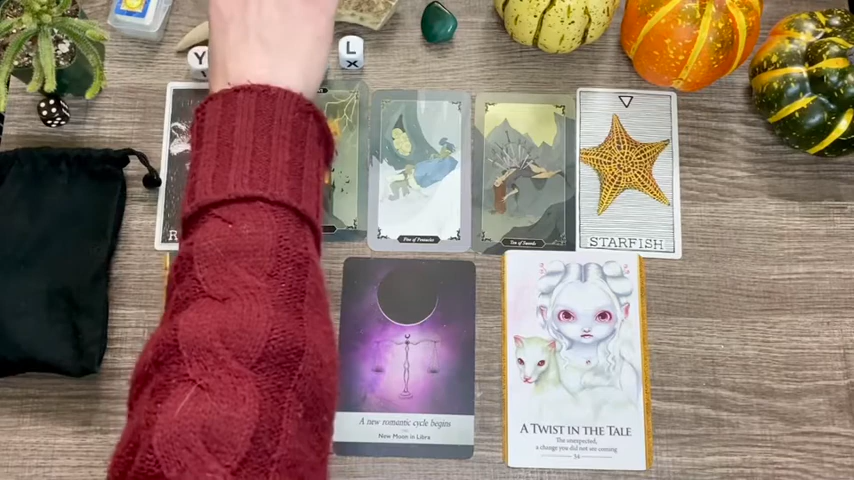 Y
L
R
Five of Pentacles
Ten of Swords
STARFISH
A new romantic cycle begins
New Moon in Libra
A TWIST IN THE TALE
The unexpected,
a change you did not see coming